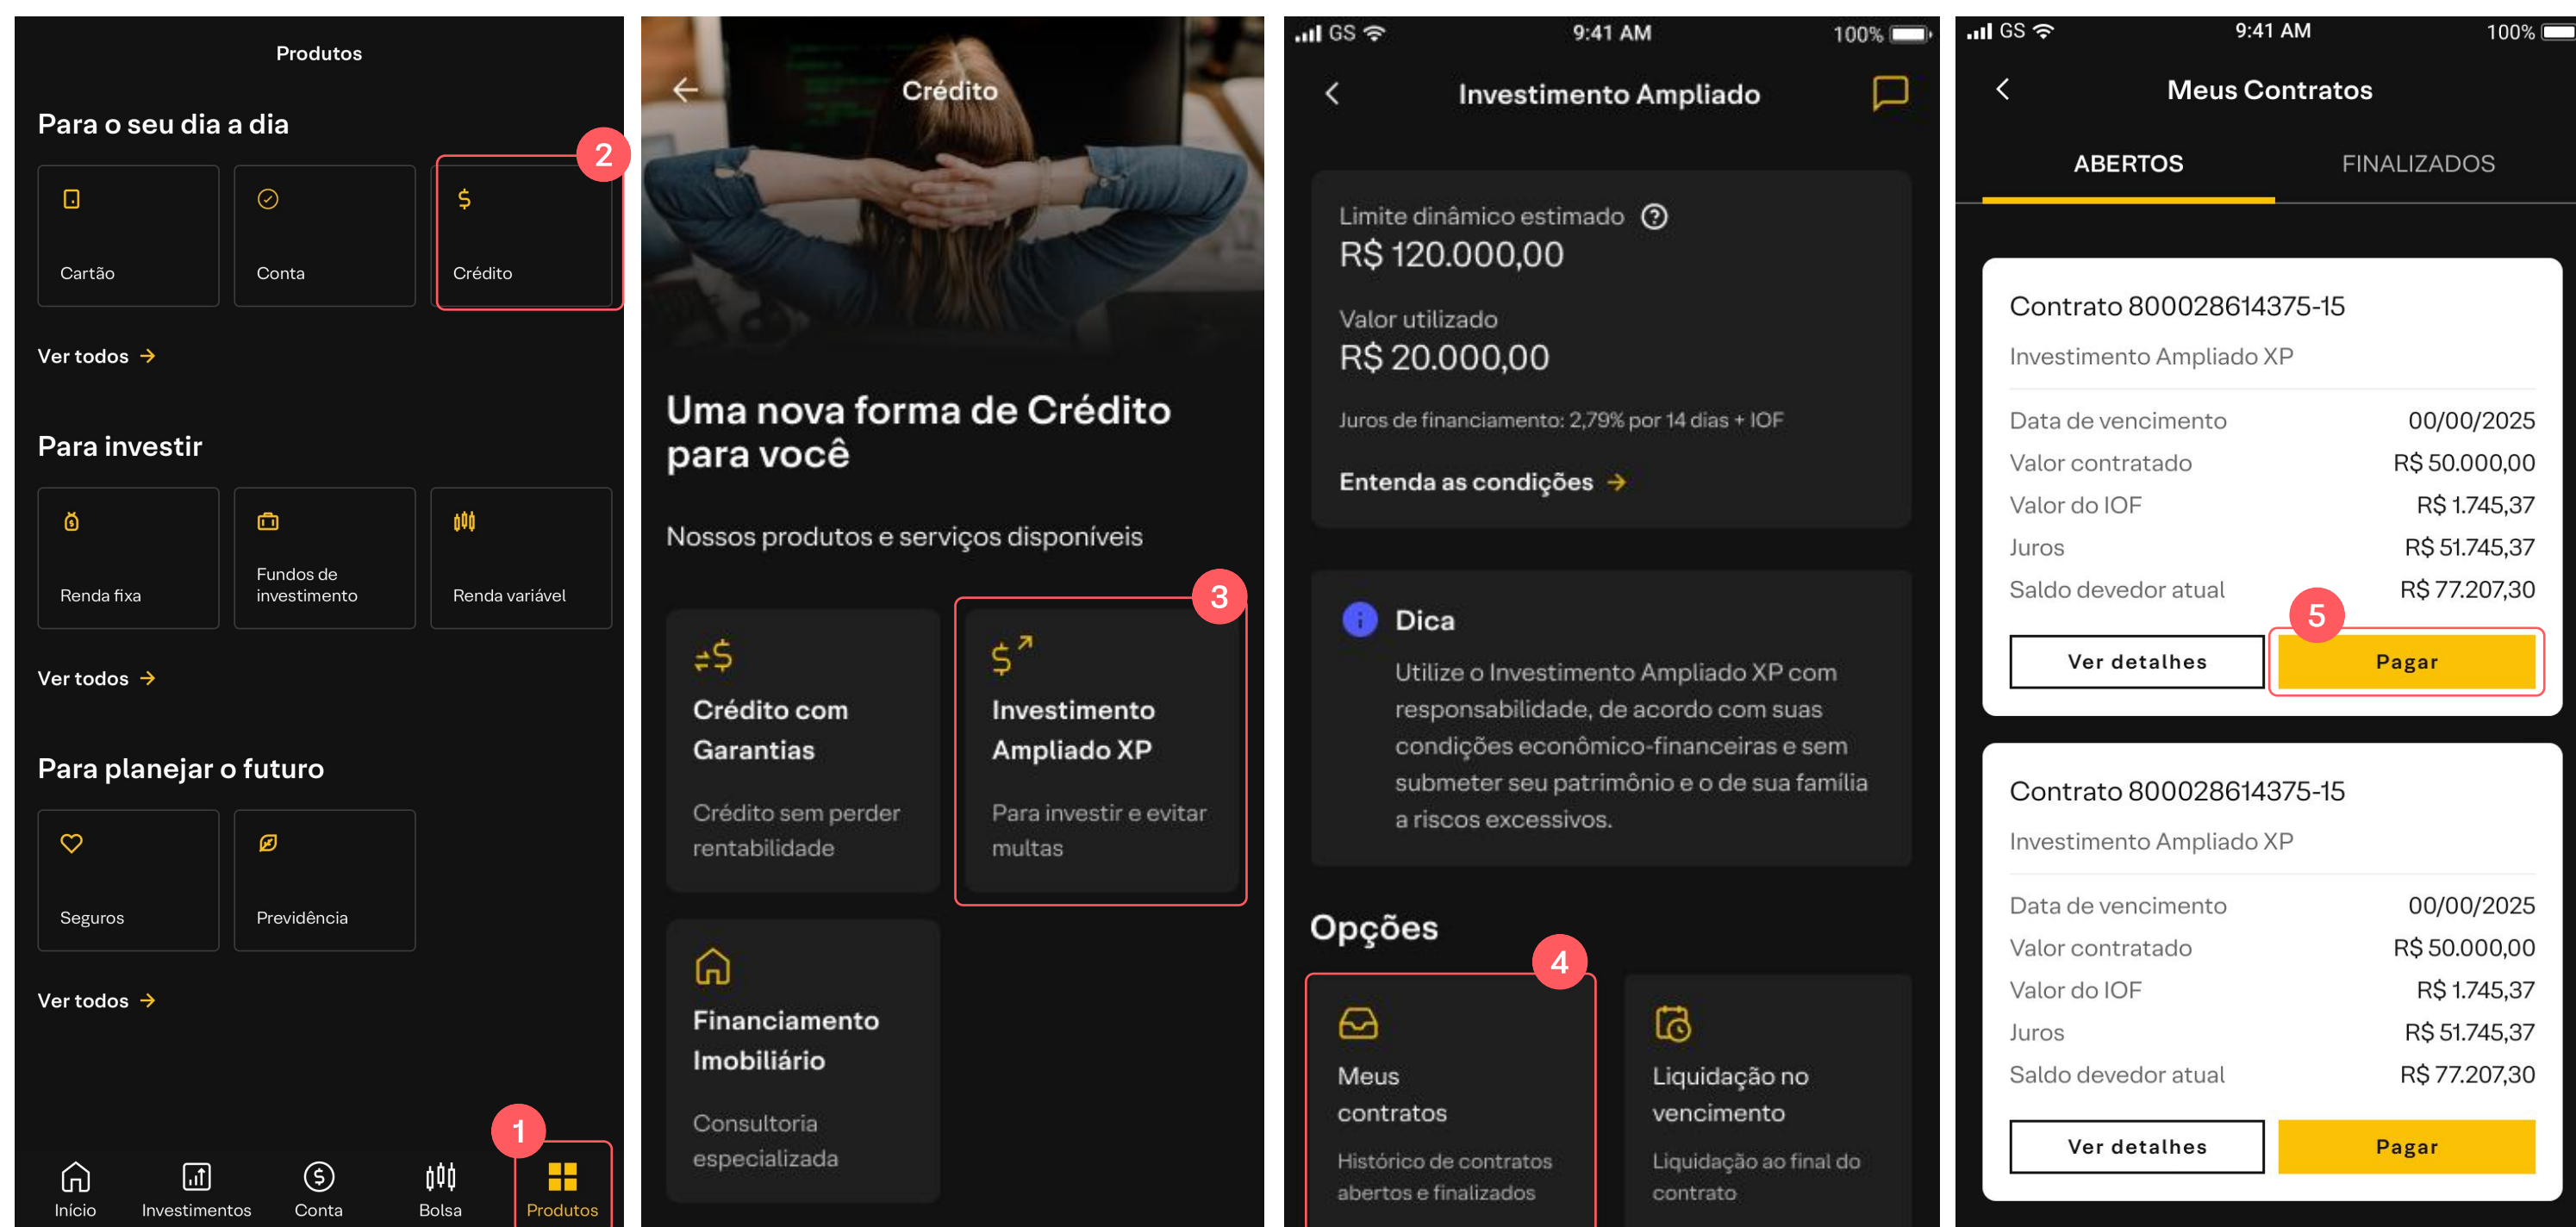 Produtos
Para o seu dia a dia
2
Cartão
Conta
Crédito
Ver todos →
Para investir
Renda fixa
Fundos de
investimento
Renda variável
Ver todos →
Para planejar o futuro
Seguros
Previdência
Ver todos →
1
Início
Investimentos
Conta
Bolsa
Produtos
Crédito
Uma nova forma de Crédito
para você
Nossos produtos e serviços disponíveis
Crédito com
Garantias
Crédito sem perder
rentabilidade
3
Investimento
Ampliado XP
Para investir e evitar
multas
Financiamento
Imobiliário
Consultoria
especializada
GS 9:41 AM 100%
Investimento Ampliado
Limite dinâmico estimado ?
R$ 120.000,00
Valor utilizado
R$ 20.000,00
Juros de financiamento: 2,79% por 14 dias + IOF
Entenda as condições →
Dica
Utilize o Investimento Ampliado XP com
responsabilidade, de acordo com suas
condições econômico-financeiras e sem
submeter seu patrimônio e o de sua família
a riscos excessivos.
Opções
4
Meus
contratos
Histórico de contratos
abertos e finalizados
Liquidação no
vencimento
Liquidação ao final do
contrato
GS 9:41 AM 100%
Meus Contratos
ABERTOS FINALIZADOS
Contrato 800028614375-15
Investimento Ampliado XP
Data de vencimento 00/00/2025
Valor contratado R$ 50.000,00
Valor do IOF R$ 1.745,37
Juros R$ 51.745,37
Saldo devedor atual R$ 77.207,30
5
Ver detalhes Pagar
Contrato 800028614375-15
Investimento Ampliado XP
Data de vencimento 00/00/2025
Valor contratado R$ 50.000,00
Valor do IOF R$ 1.745,37
Juros R$ 51.745,37
Saldo devedor atual R$ 77.207,30
Ver detalhes Pagar